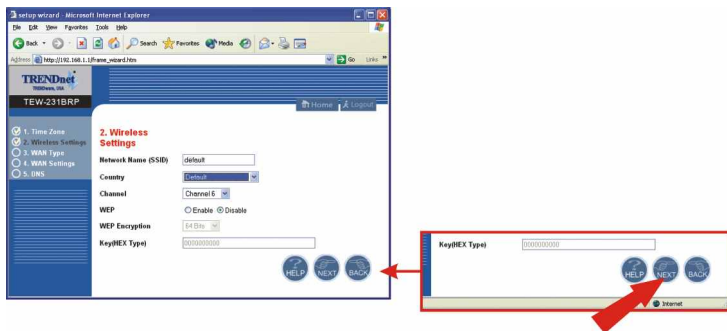 setup wizard - Microsoft Internet Explorer
File Edit View Favorites Tools Help
Back Search Favorites Media
Address http://192.168.1.1/frame_wizard.htm Go Links »
TRENDnet
TRENDware, USA
TEW-231BRP
Home Logout
1. Time Zone
2. Wireless Settings
3. WAN Type
4. WAN Settings
5. DNS
2. Wireless
Settings
Network Name (SSID) default
Country Default
Channel Channel 6
WEP Enable Disable
WEP Encryption 64 Bits
Key(HEX Type) 0000000000
HELP NEXT BACK
Key(HEX Type) 0000000000
HELP NEXT BACK
Internet